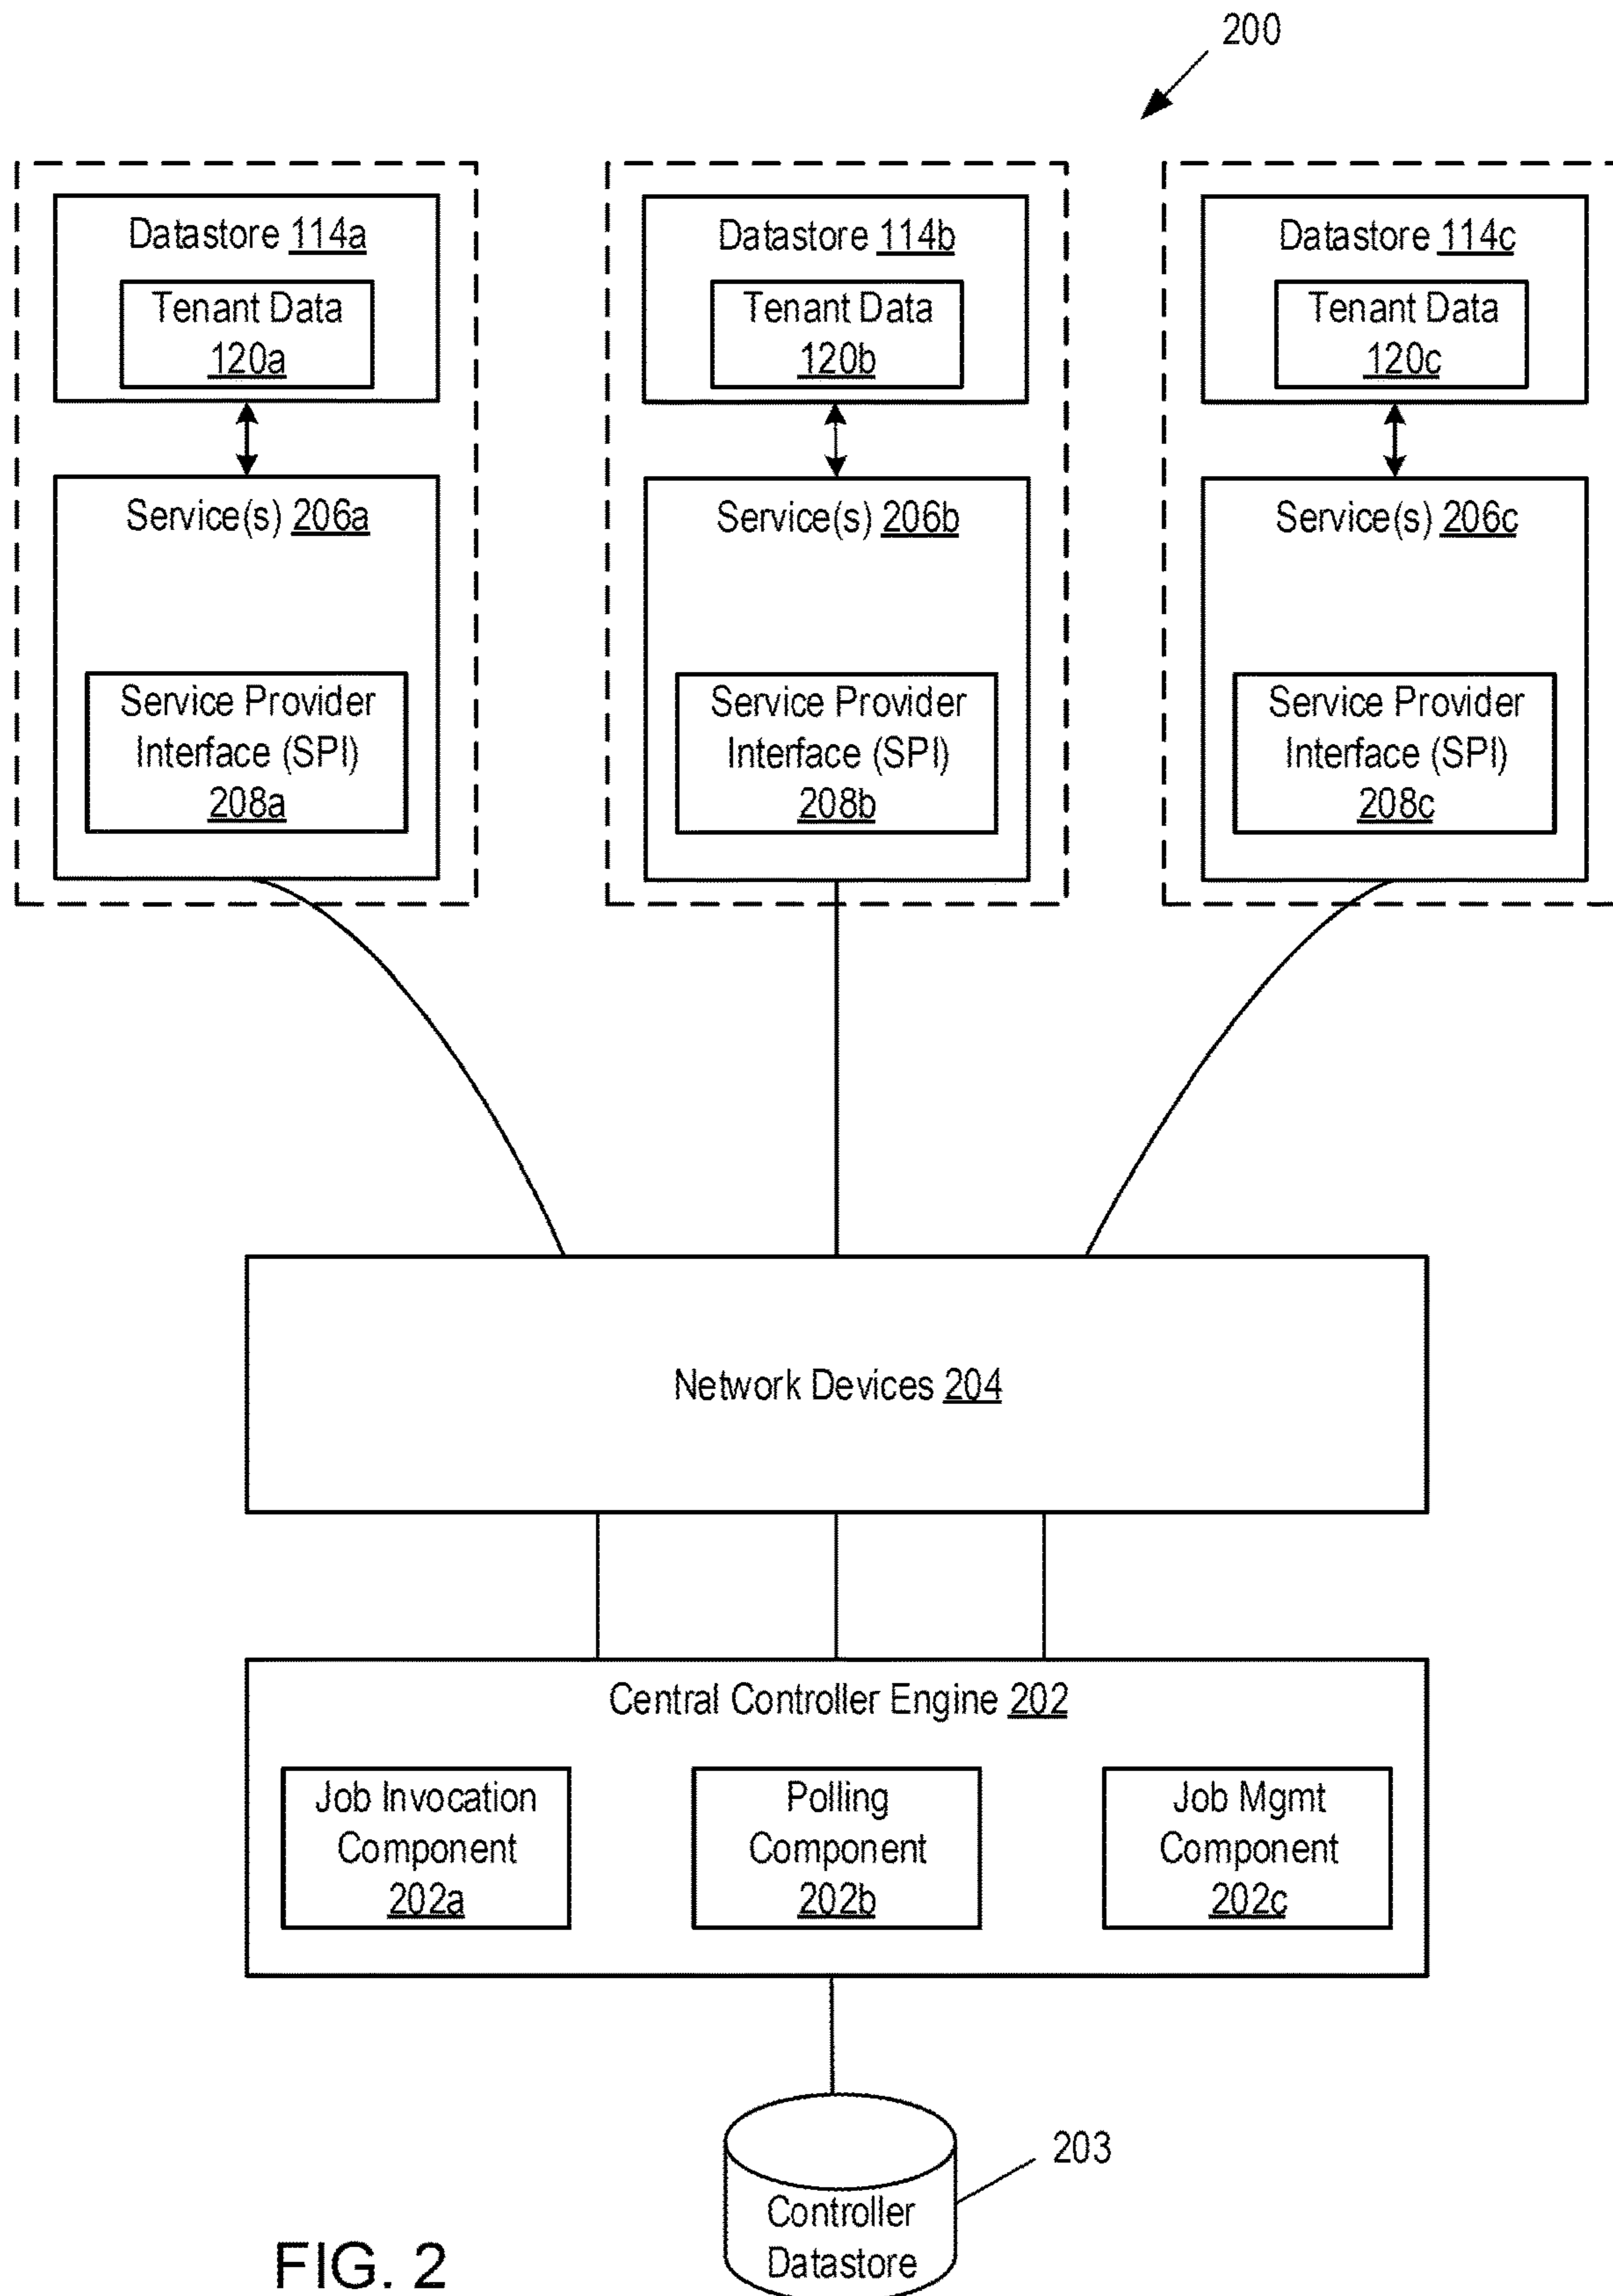 200
Datastore 114a
Tenant Data
120a
Service(s) 206a
Service Provider
Interface (SPI)
208a
Datastore 114b
Tenant Data
120b
Service(s) 206b
Service Provider
Interface (SPI)
208b
Datastore 114c
Tenant Data
120c
Service(s) 206c
Service Provider
Interface (SPI)
208c
Network Devices 204
Central Controller Engine 202
Job Invocation
Component
202a
Polling
Component
202b
Job Mgmt
Component
202c
203
Controller
Datastore
FIG. 2